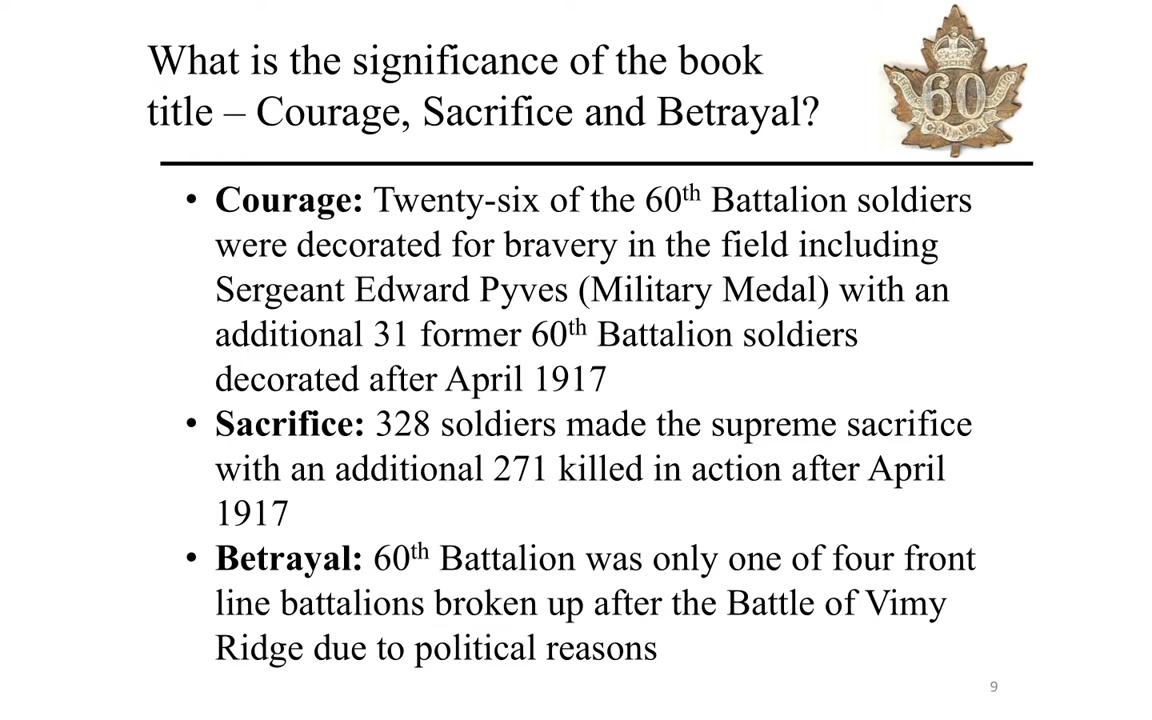 What is the significance of the book
title – Courage, Sacrifice and Betrayal?
60
CANADA
• Courage: Twenty-six of the 60th Battalion soldiers
were decorated for bravery in the field including
Sergeant Edward Pyves (Military Medal) with an
additional 31 former 60th Battalion soldiers
decorated after April 1917
• Sacrifice: 328 soldiers made the supreme sacrifice
with an additional 271 killed in action after April
1917
• Betrayal: 60th Battalion was only one of four front
line battalions broken up after the Battle of Vimy
Ridge due to political reasons
9